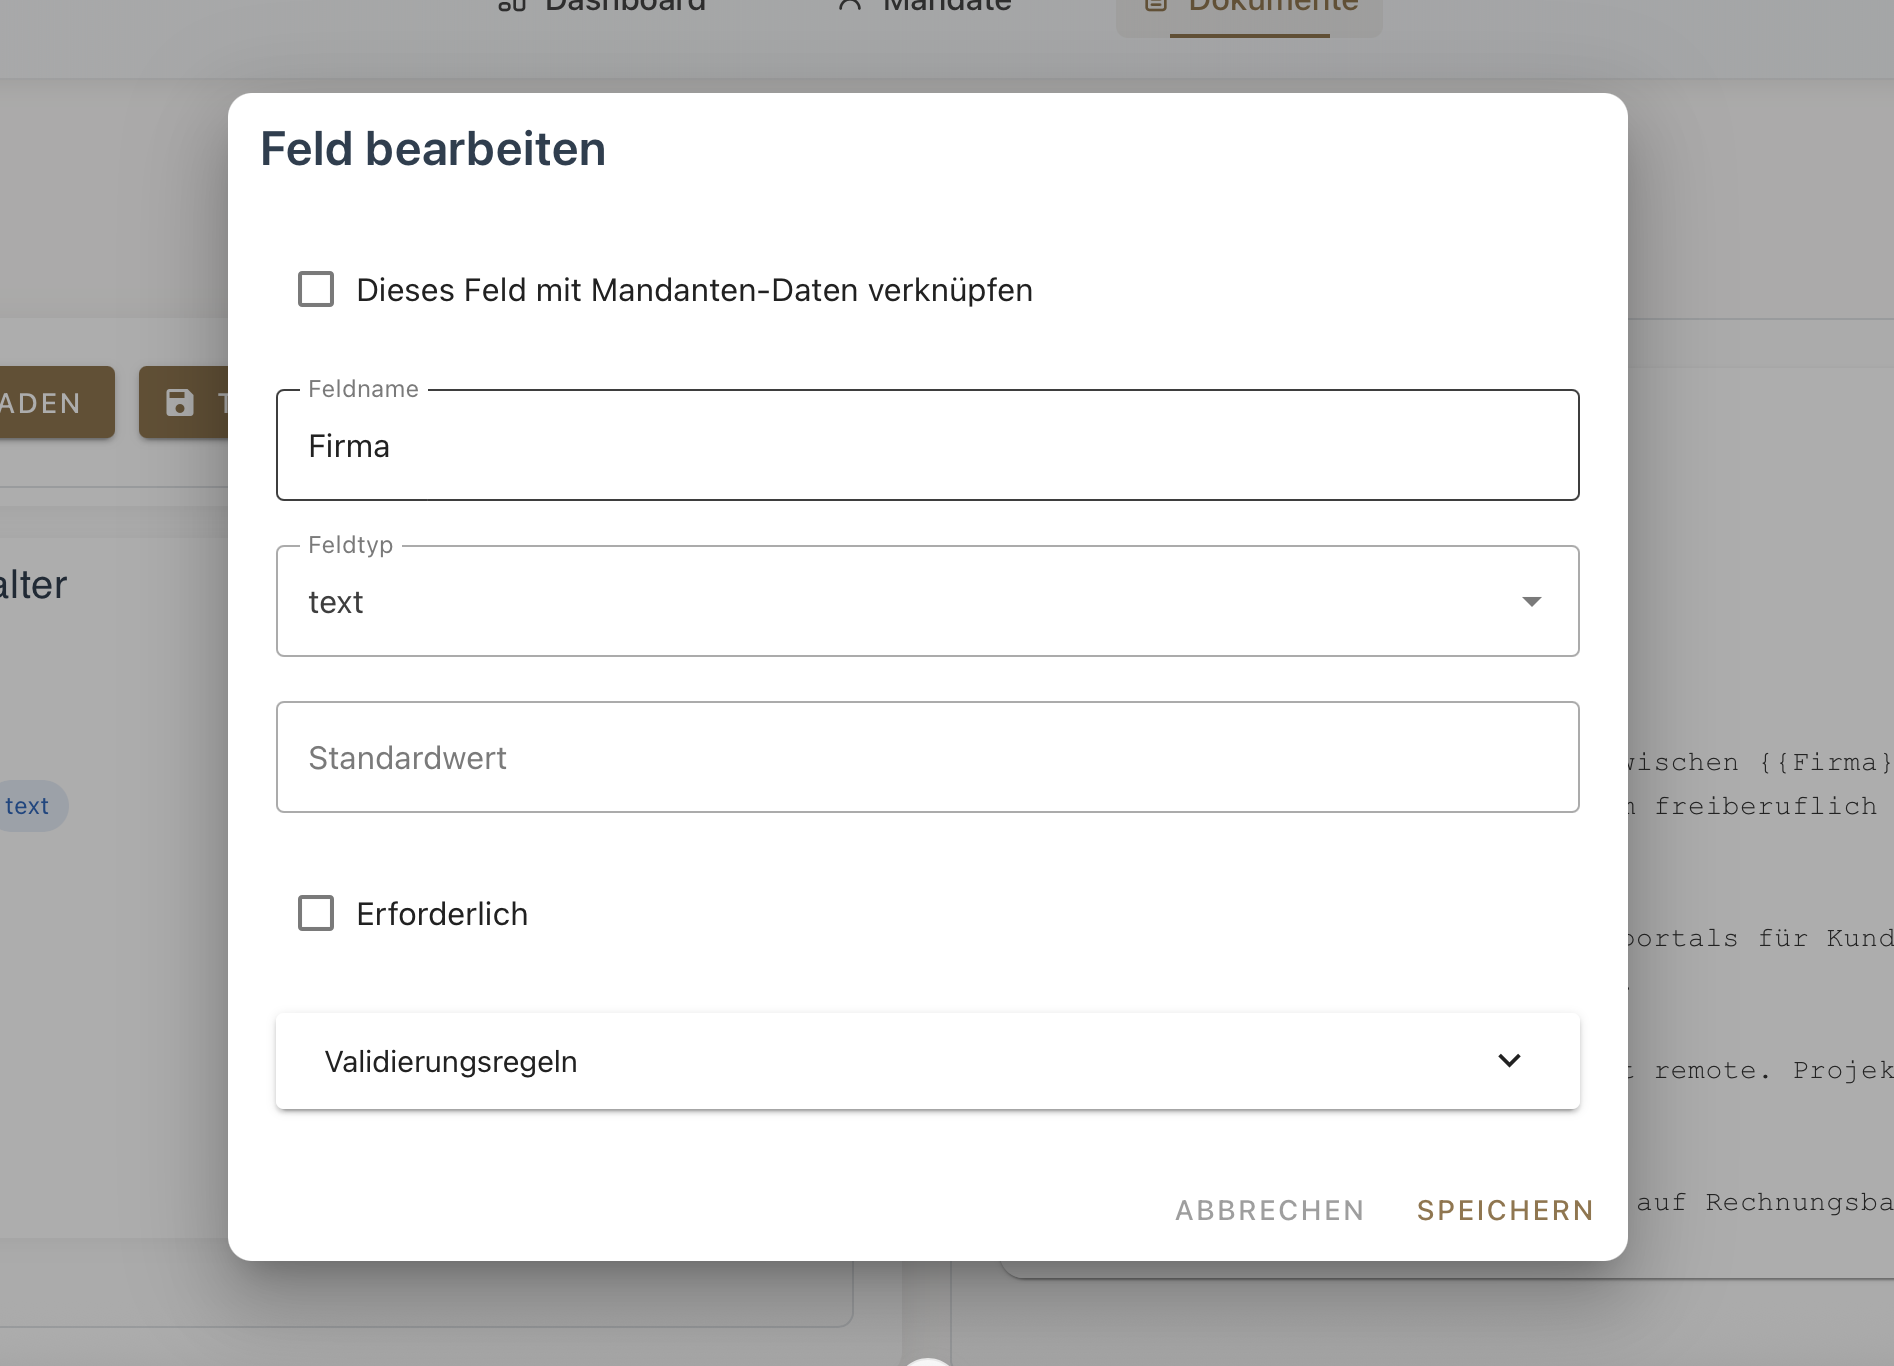 Dashboard
Mandate
Dokumente
Feld bearbeiten
Dieses Feld mit Mandanten-Daten verknüpfen
ADEN
T
Feldname
Firma
Feldtyp
text
alter
Standardwert
wischen {{Firma}
text
freiberuflich
Erforderlich
portals für Kund
Validierungsregeln
t remote. Projek
ABBRECHEN
SPEICHERN
auf Rechnungsba